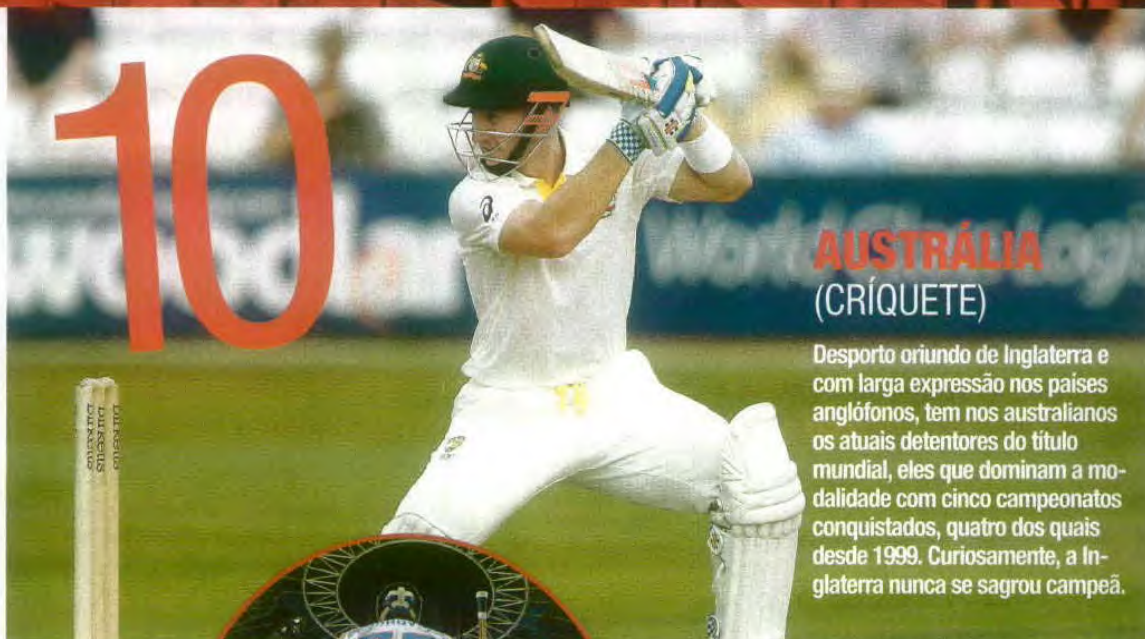 10
AUSTRÁLIA
(CRÍQUETE)
Desporto oriundo de Inglaterra e
com larga expressão nos países
anglófonos, tem nos australianos
os atuais detentores do título
mundial, eles que dominam a mo-
dalidade com cinco campeonatos
conquistados, quatro dos quais
desde 1999. Curiosamente, a In-
glaterra nunca se sagrou campeã.